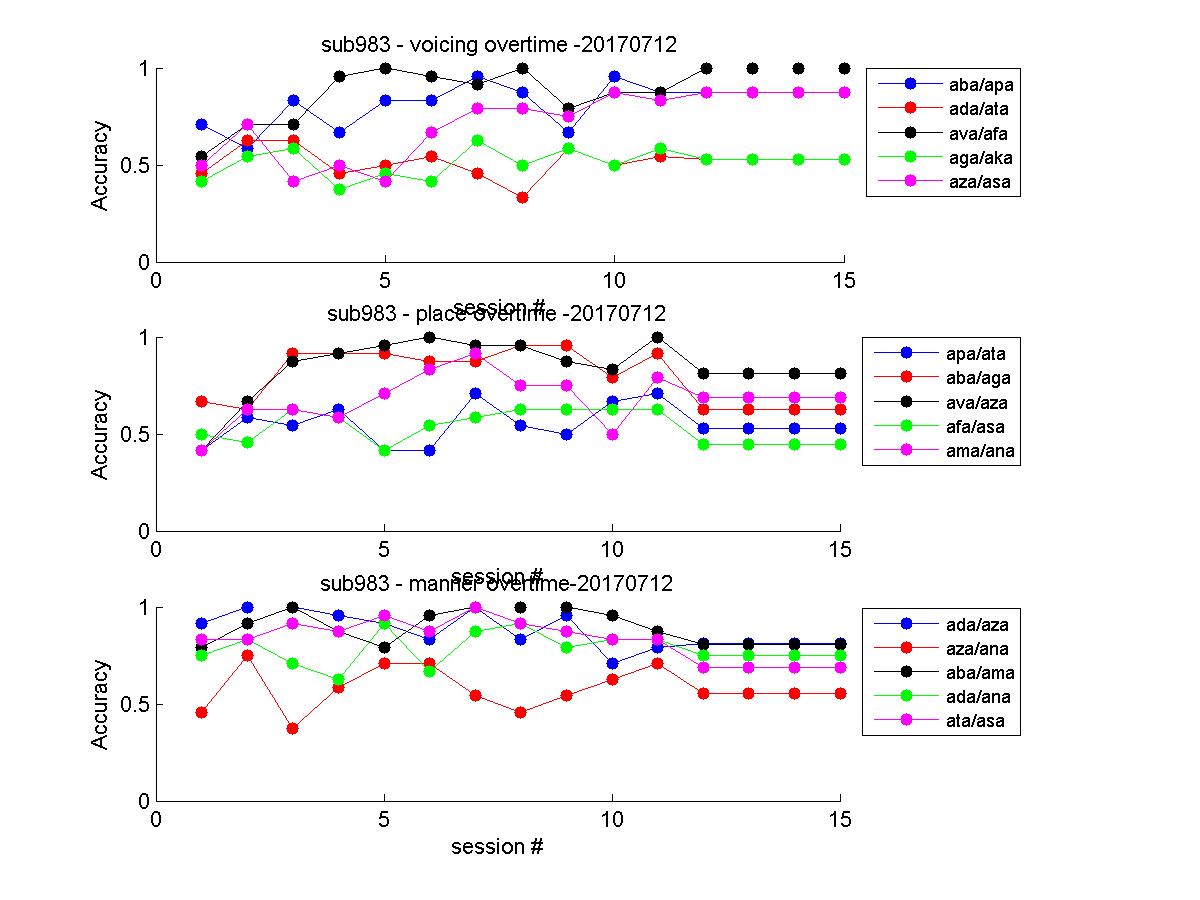 sub983 - voicing overtime -20170712
1
0.5
0
Accuracy
0
5
10
15
session #
aba/apa
ada/ata
ava/afa
aga/aka
aza/asa
sub983 - place overtime -20170712
1
0.5
0
Accuracy
0
5
10
15
session #
apa/ata
aba/aga
ava/aza
afa/asa
ama/ana
sub983 - manner overtime-20170712
1
0.5
0
Accuracy
0
5
10
15
session #
ada/aza
aza/ana
aba/ama
ada/ana
ata/asa